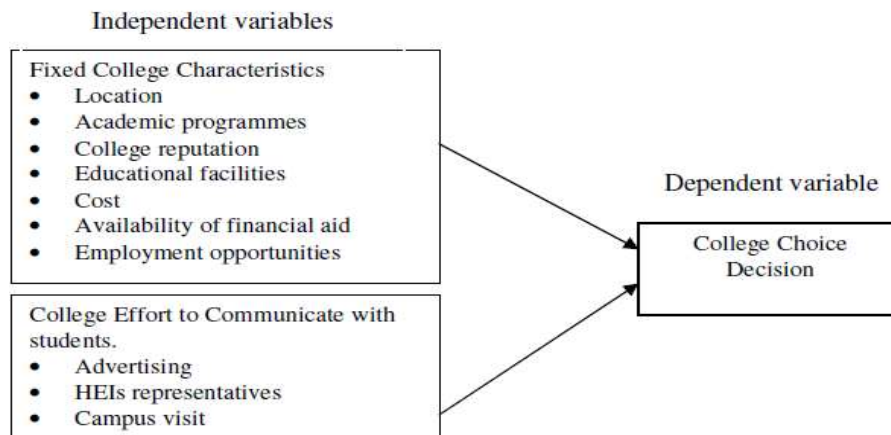 Independent variables
Fixed College Characteristics
• Location
• Academic programmes
• College reputation
• Educational facilities
• Cost
• Availability of financial aid
• Employment opportunities
College Effort to Communicate with
students.
• Advertising
• HEIs representatives
• Campus visit
Dependent variable
College Choice
Decision